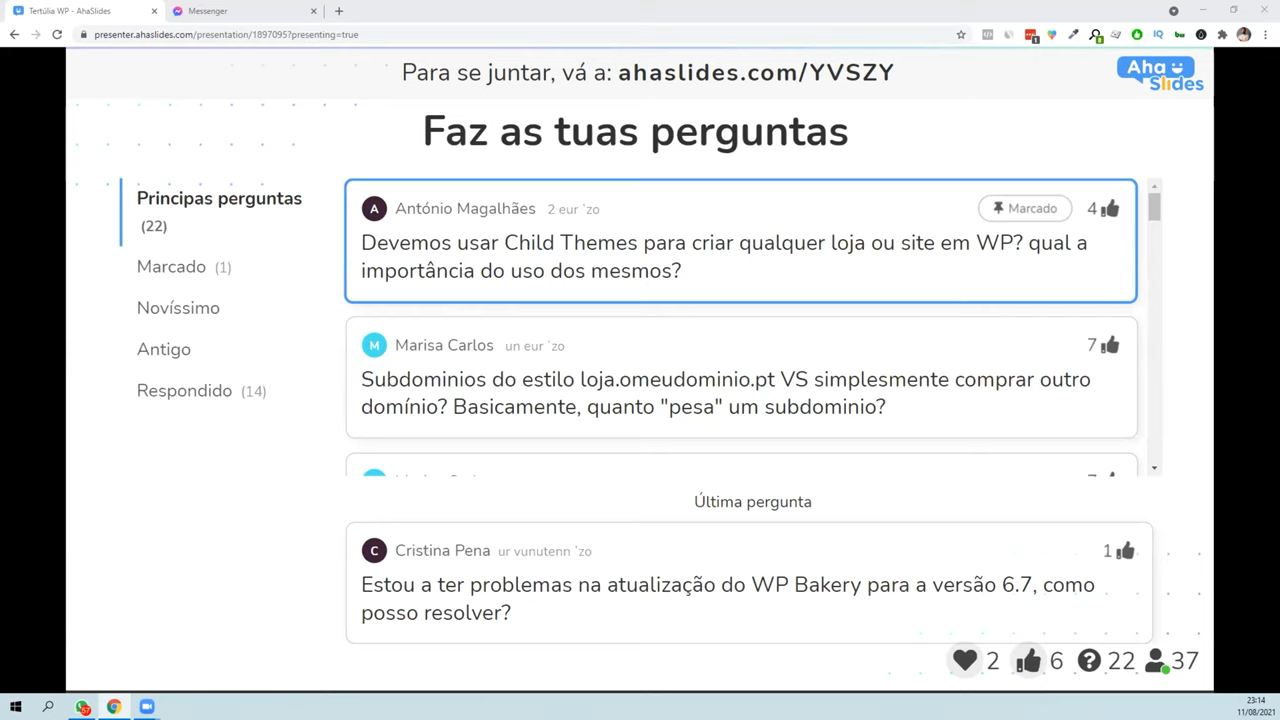 Tertúlia WP - AhaSlides
Messenger
presenter.ahaslides.com/presentation/1897095?presenting=true
Para se juntar, vá a: ahaslides.com/YVSZY
Aha
Slides
Faz as tuas perguntas
Principas perguntas
(22)
Marcado (1)
Novíssimo
Antigo
Respondido (14)
A António Magalhães 2 eur 'zo Marcado 4
Devemos usar Child Themes para criar qualquer loja ou site em WP? qual a
importância do uso dos mesmos?
M Marisa Carlos un eur 'zo 7
Subdominios do estilo loja.omeudominio.pt VS simplesmente comprar outro
domínio? Basicamente, quanto "pesa" um subdominio?
Última pergunta
C Cristina Pena ur vunutenn 'zo 1
Estou a ter problemas na atualização do WP Bakery para a versão 6.7, como
posso resolver?
2 6 22 37
23:14
11/08/2021